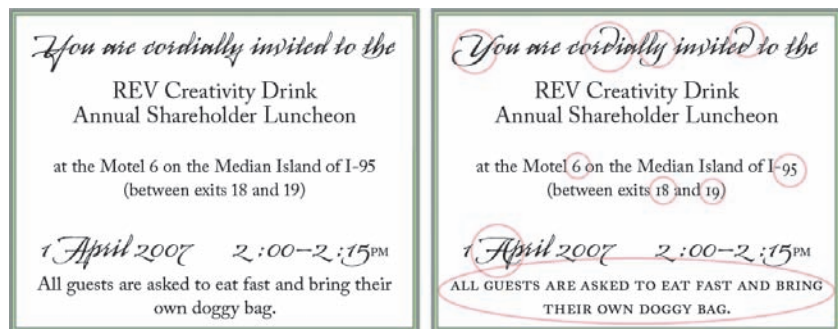 You are cordially invited to the
REV Creativity Drink
Annual Shareholder Luncheon
at the Motel 6 on the Median Island of I-95
(between exits 18 and 19)
1 April 2007 2:00–2:15PM
All guests are asked to eat fast and bring their
own doggy bag.
You are cordially invited to the
REV Creativity Drink
Annual Shareholder Luncheon
at the Motel 6 on the Median Island of I-95
(between exits 18 and 19)
1 April 2007 2:00–2:15PM
ALL GUESTS ARE ASKED TO EAT FAST AND BRING
THEIR OWN DOGGY BAG.